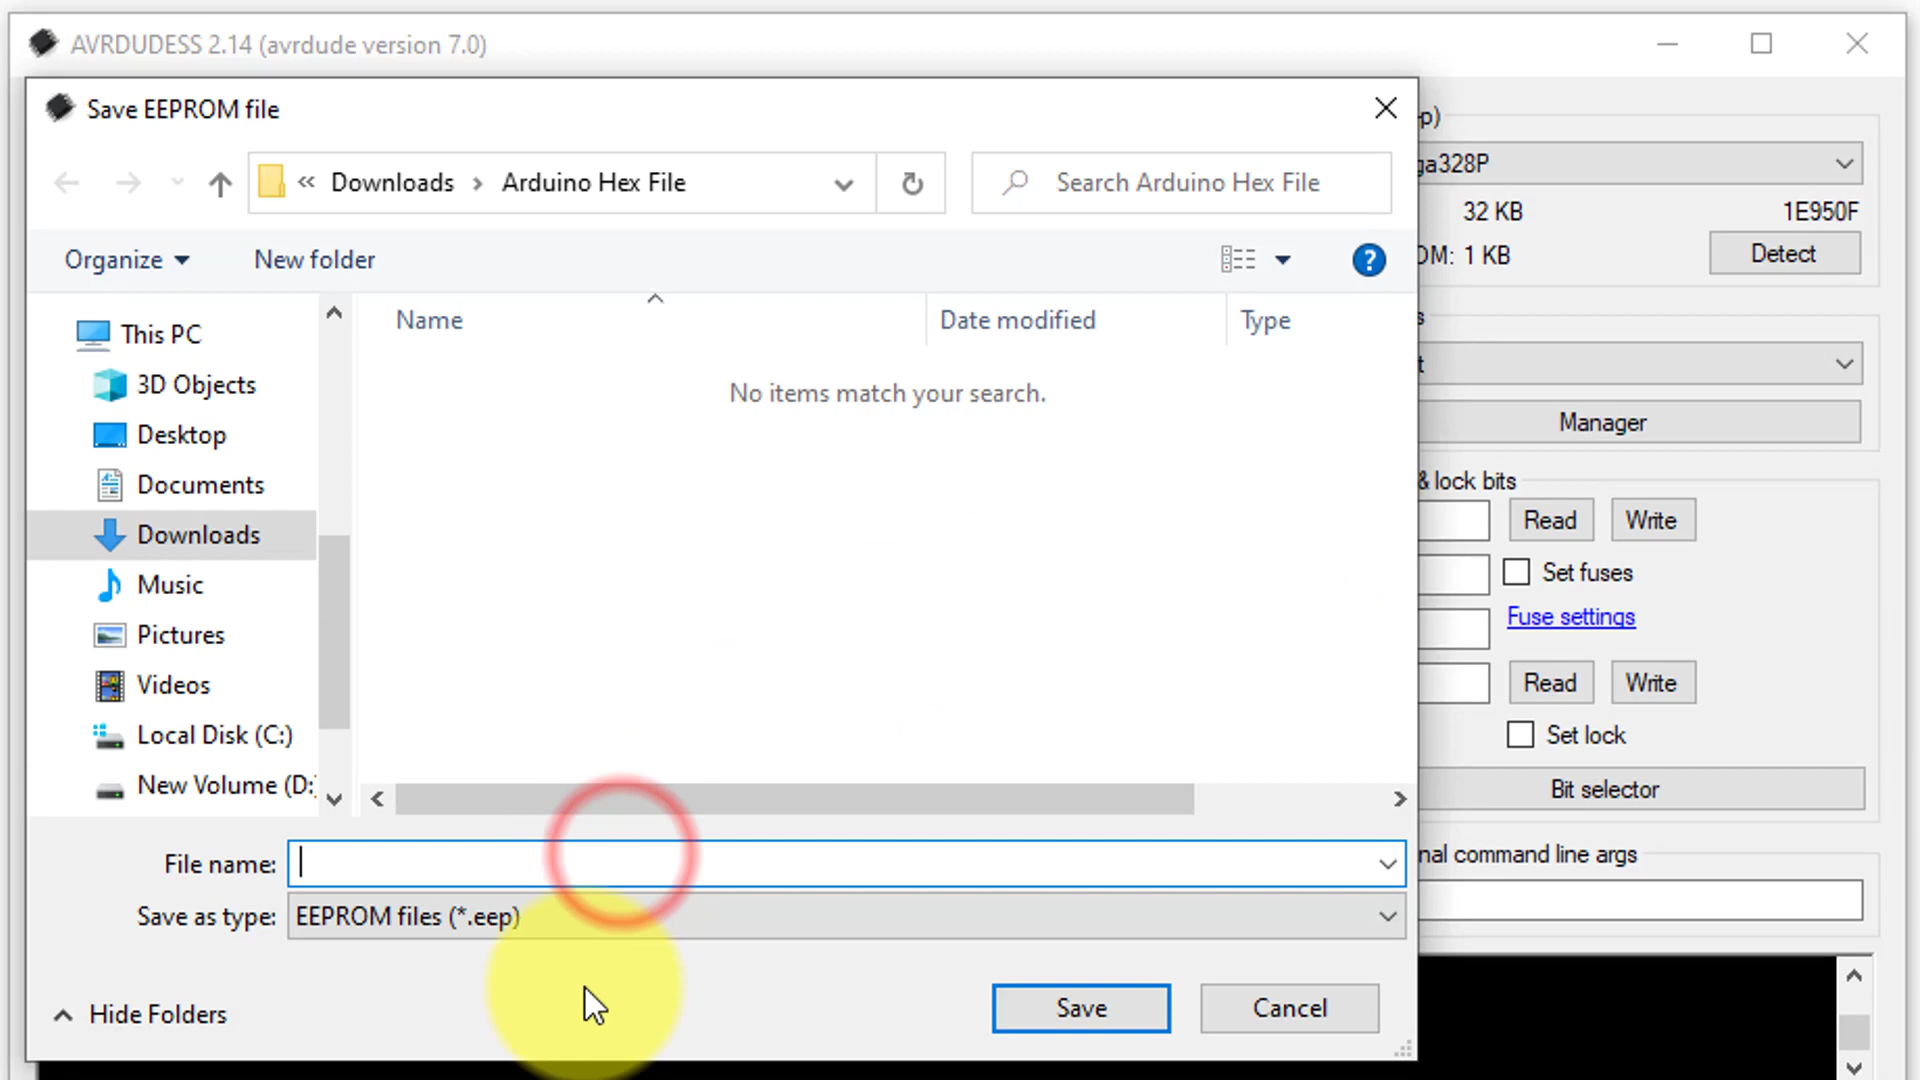 AVRDUDESS 2.14 (avrdude version 7.0)
Save EEPROM file
« Downloads › Arduino Hex File
Search Arduino Hex File
Organize
New folder
?
Name
Date modified
Type
No items match your search.
This PC
3D Objects
Desktop
Documents
Downloads
Music
Pictures
Videos
Local Disk (C:)
New Volume (D:
File name:
Save as type: EEPROM files (*.eep)
Hide Folders
Save
Cancel
p)
ga328P
32 KB
1E950F
OM: 1 KB
Detect
s
t
Manager
& lock bits
Read
Write
Set fuses
Fuse settings
Read
Write
Set lock
Bit selector
nal command line args